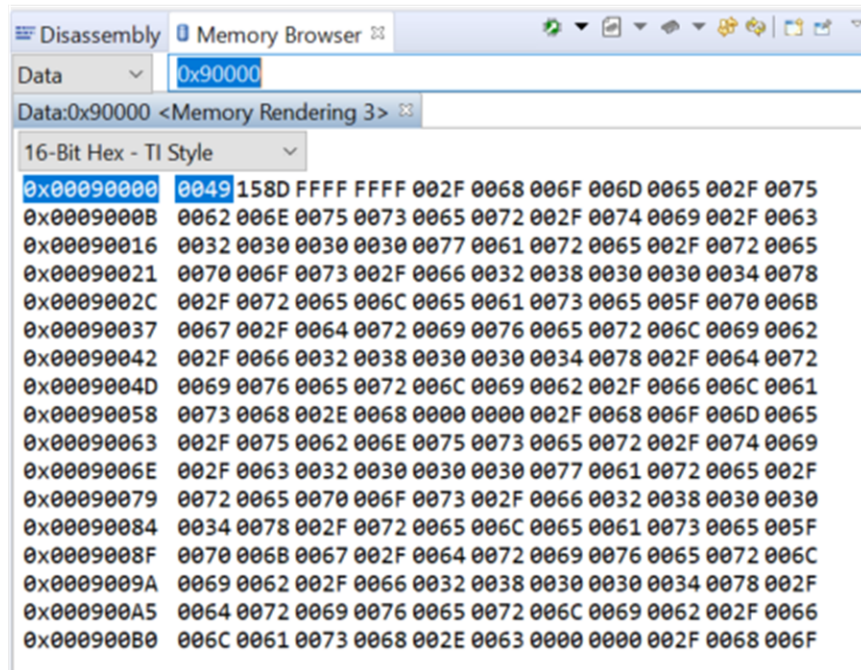 Disassembly Memory Browser
Data 0x90000
Data:0x90000 <Memory Rendering 3>
16-Bit Hex - TI Style
0x00090000 0049 158D FFFF FFFF 002F 0068 006F 006D 0065 002F 0075
0x0009000B 0062 006E 0075 0073 0065 0072 002F 0074 0069 002F 0063
0x00090016 0032 0030 0030 0030 0077 0061 0072 0065 002F 0072 0065
0x00090021 0070 006F 0073 002F 0066 0032 0038 0030 0030 0034 0078
0x0009002C 002F 0072 0065 006C 0065 0061 0073 0065 005F 0070 006B
0x00090037 0067 002F 0064 0072 0069 0076 0065 0072 006C 0069 0062
0x00090042 002F 0066 0032 0038 0030 0030 0034 0078 002F 0064 0072
0x0009004D 0069 0076 0065 0072 006C 0069 0062 002F 0066 006C 0061
0x00090058 0073 0068 002E 0068 0000 0000 002F 0068 006F 006D 0065
0x00090063 002F 0075 0062 006E 0075 0073 0065 0072 002F 0074 0069
0x0009006E 002F 0063 0032 0030 0030 0030 0077 0061 0072 0065 002F
0x00090079 0072 0065 0070 006F 0073 002F 0066 0032 0038 0030 0030
0x00090084 0034 0078 002F 0072 0065 006C 0065 0061 0073 0065 005F
0x0009008F 0070 006B 0067 002F 0064 0072 0069 0076 0065 0072 006C
0x0009009A 0069 0062 002F 0066 0032 0038 0030 0030 0034 0078 002F
0x000900A5 0064 0072 0069 0076 0065 0072 006C 0069 0062 002F 0066
0x000900B0 006C 0061 0073 0068 002E 0063 0000 0000 002F 0068 006F